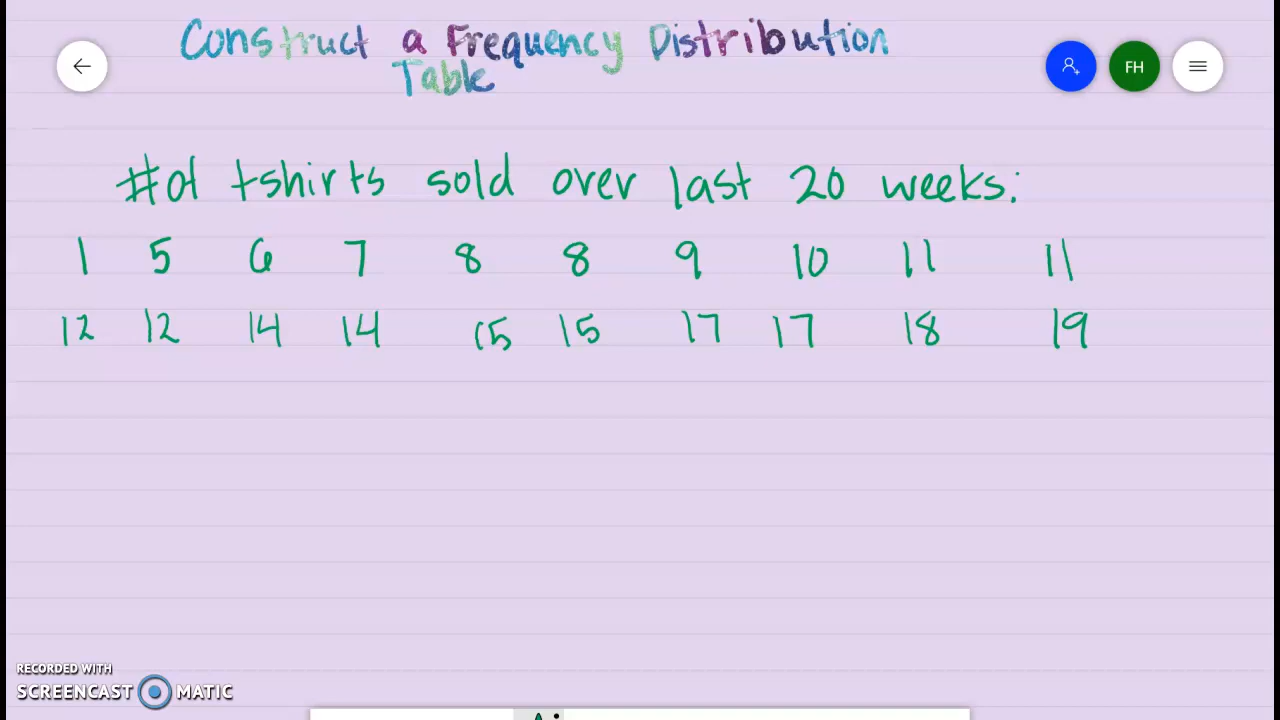 Construct a Frequency Distribution
Table
FH
# of tshirts sold over last 20 weeks:
1 5 6 7 8 8 9 10 11 11
12 12 14 14 15 15 17 17 18 19
RECORDED WITH
SCREENCAST MATIC